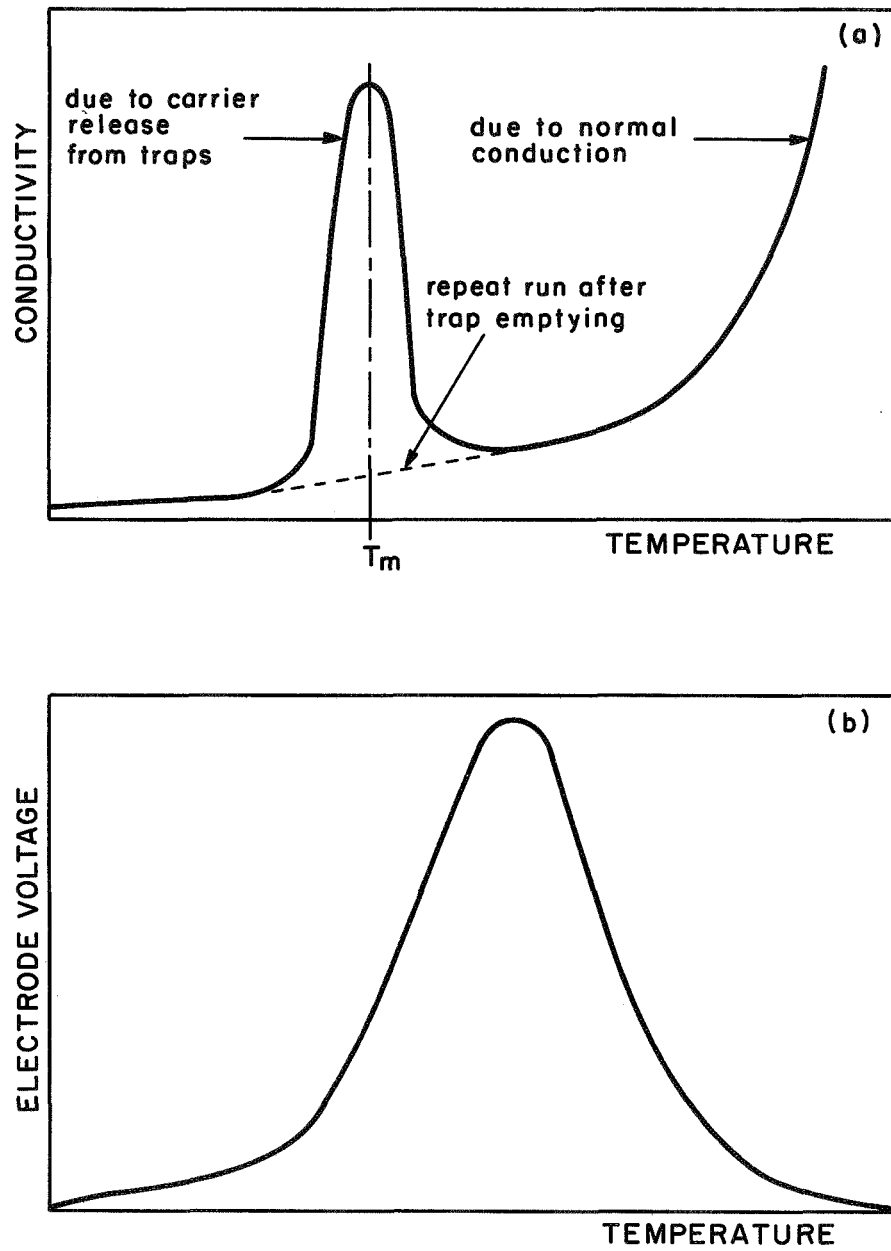 (a)
due to carrier
release
from traps
due to normal
conduction
repeat run after
trap emptying
CONDUCTIVITY
Tm
TEMPERATURE
(b)
ELECTRODE VOLTAGE
TEMPERATURE